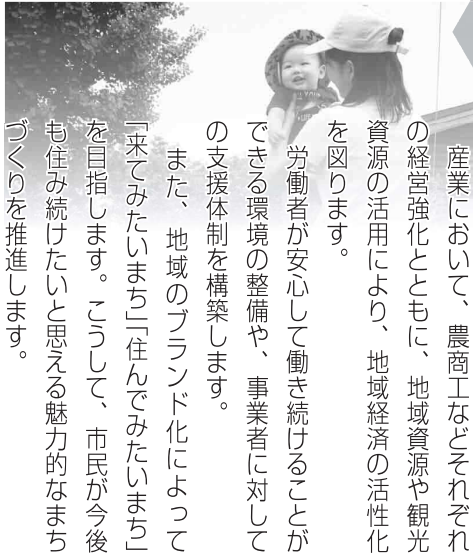 産業において、農商工などそれぞれ
の経営強化とともに、地域資源や観光
資源の活用により、地域経済の活性化
を図ります。
労働者が安心して働き続けることが
できる環境の整備や、事業者に対して
の支援体制を構築します。
また、地域のブランド化によって
「来てみたいまち」「住んでみたいまち」
を目指します。こうして、市民が今後
も住み続けたいと思える魅力的なまち
づくりを推進します。